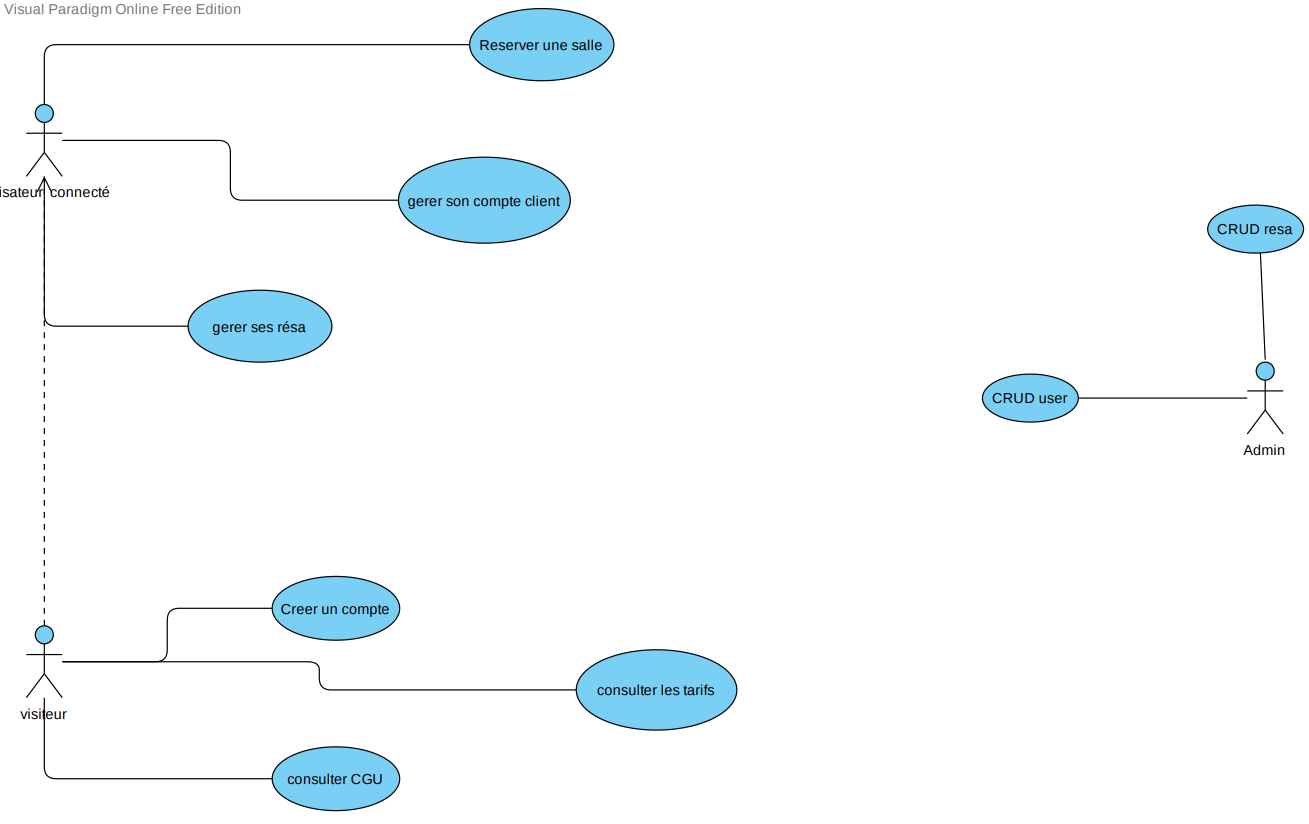 Visual Paradigm Online Free Edition
Reserver une salle
isateur connecté
gerer son compte client
CRUD resa
gerer ses résa
CRUD user
Admin
Creer un compte
consulter les tarifs
visiteur
consulter CGU